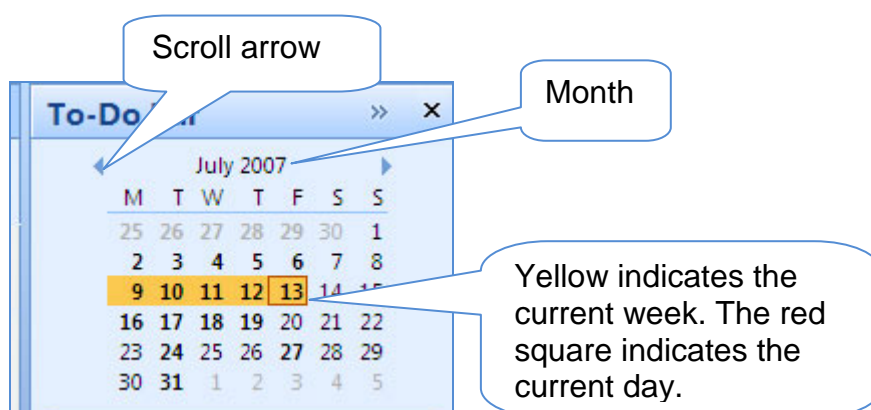 Scroll arrow
Month
To-Do
July 2007
M T W T F S S
25 26 27 28 29 30 1
2 3 4 5 6 7 8
9 10 11 12 13 14 15
16 17 18 19 20 21 22
23 24 25 26 27 28 29
30 31 1 2 3 4 5
Yellow indicates the
current week. The red
square indicates the
current day.